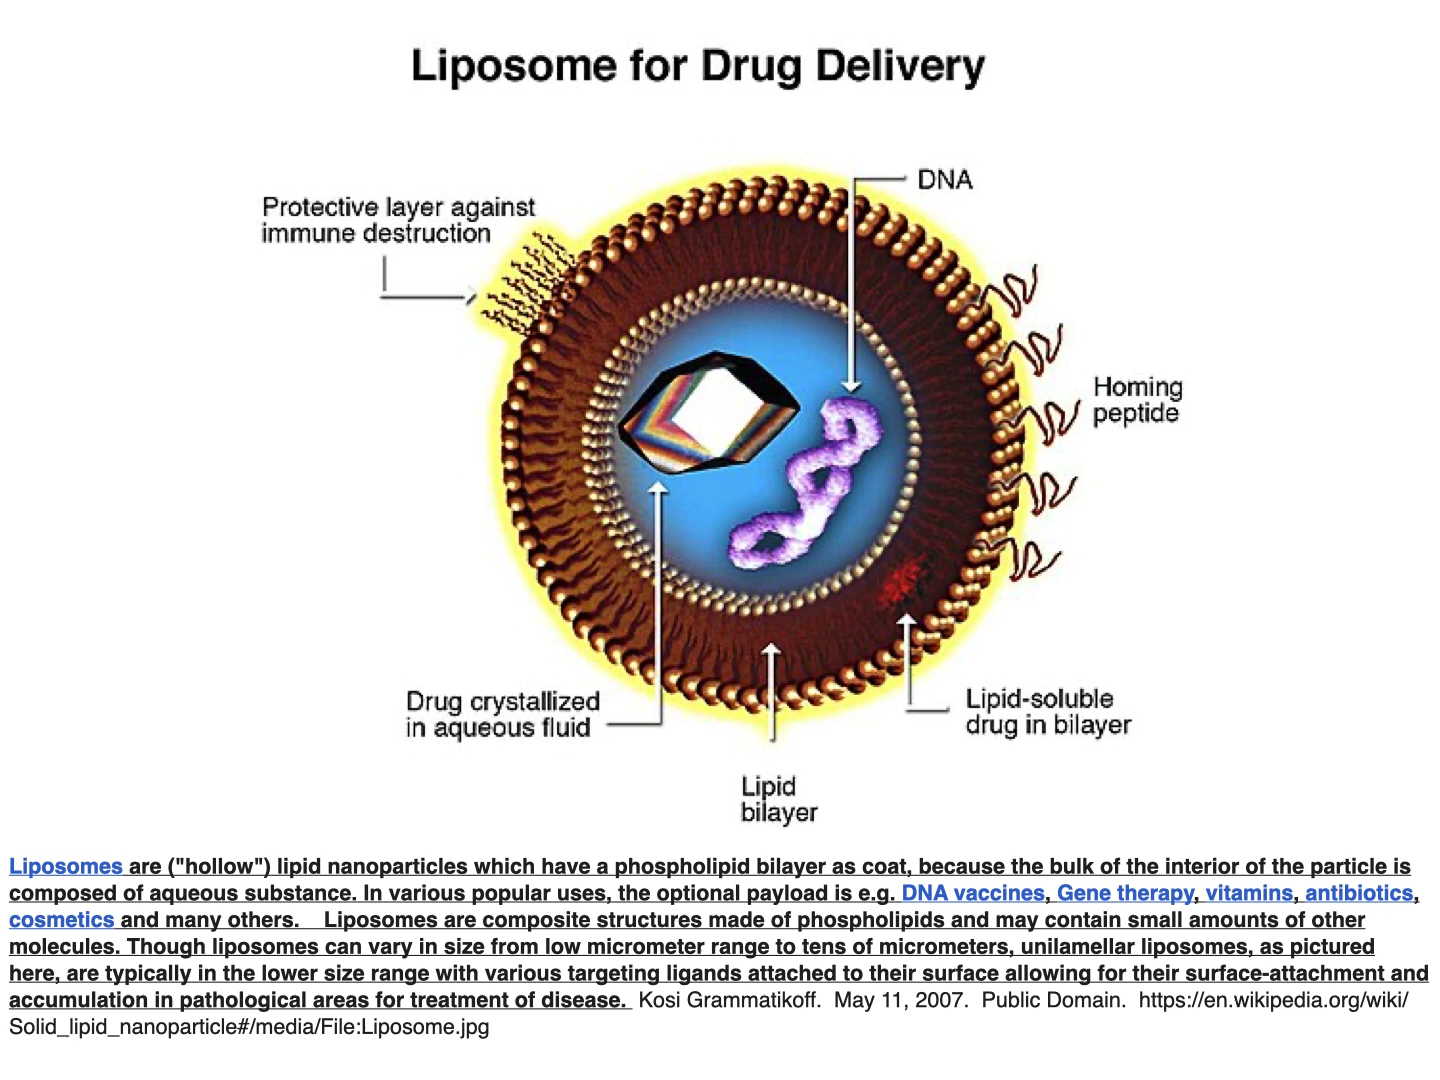 Liposome for Drug Delivery
DNA
Protective layer against
immune destruction
Homing
peptide
Drug crystallized
in aqueous fluid
Lipid-soluble
drug in bilayer
Lipid
bilayer
Liposomes are ("hollow") lipid nanoparticles which have a phospholipid bilayer as coat, because the bulk of the interior of the particle is
composed of aqueous substance. In various popular uses, the optional payload is e.g. DNA vaccines, Gene therapy, vitamins, antibiotics,
cosmetics and many others.    Liposomes are composite structures made of phospholipids and may contain small amounts of other
molecules. Though liposomes can vary in size from low micrometer range to tens of micrometers, unilamellar liposomes, as pictured
here, are typically in the lower size range with various targeting ligands attached to their surface allowing for their surface-attachment and
accumulation in pathological areas for treatment of disease.  Kosi Grammatikoff.  May 11, 2007.  Public Domain.  https://en.wikipedia.org/wiki/
Solid_lipid_nanoparticle#/media/File:Liposome.jpg